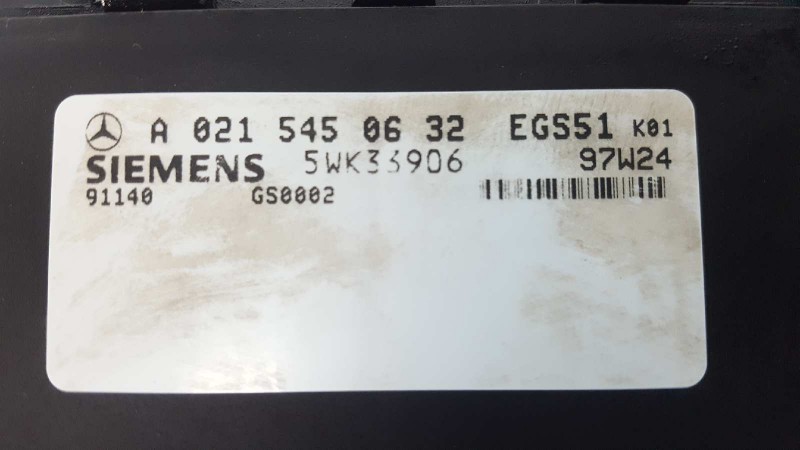 A 021 545 06 32 EGS51 K01
SIEMENS 5WK33906 97W24
91140 GS0002